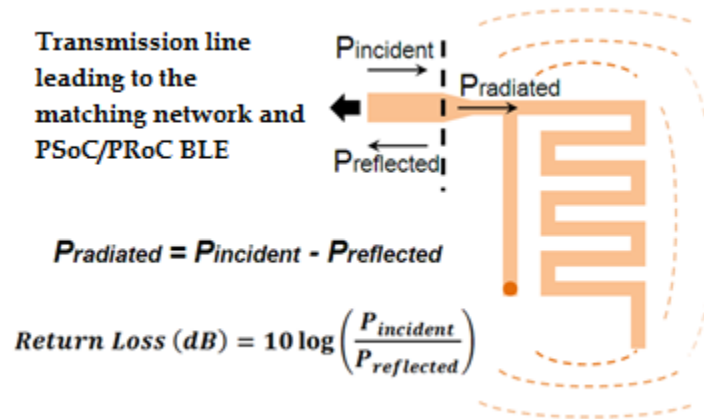 Transmission line
leading to the
matching network and
PSoC/PRoC BLE
Pincident
Pradiated
Preflected
Pradiated = Pincident - Preflected
Return Loss (dB) = 10 log (Pincident / Preflected)